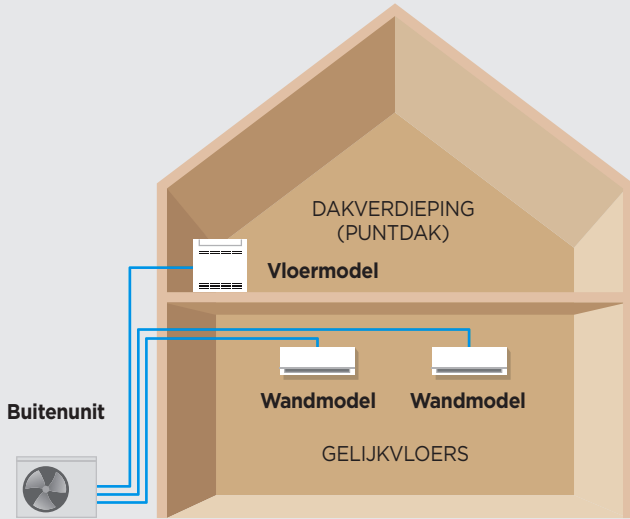 DAKVERDIEPING
(PUNTDAK)
Vloermodel
Wandmodel
Wandmodel
Buitenunit
GELIJKVLOERS